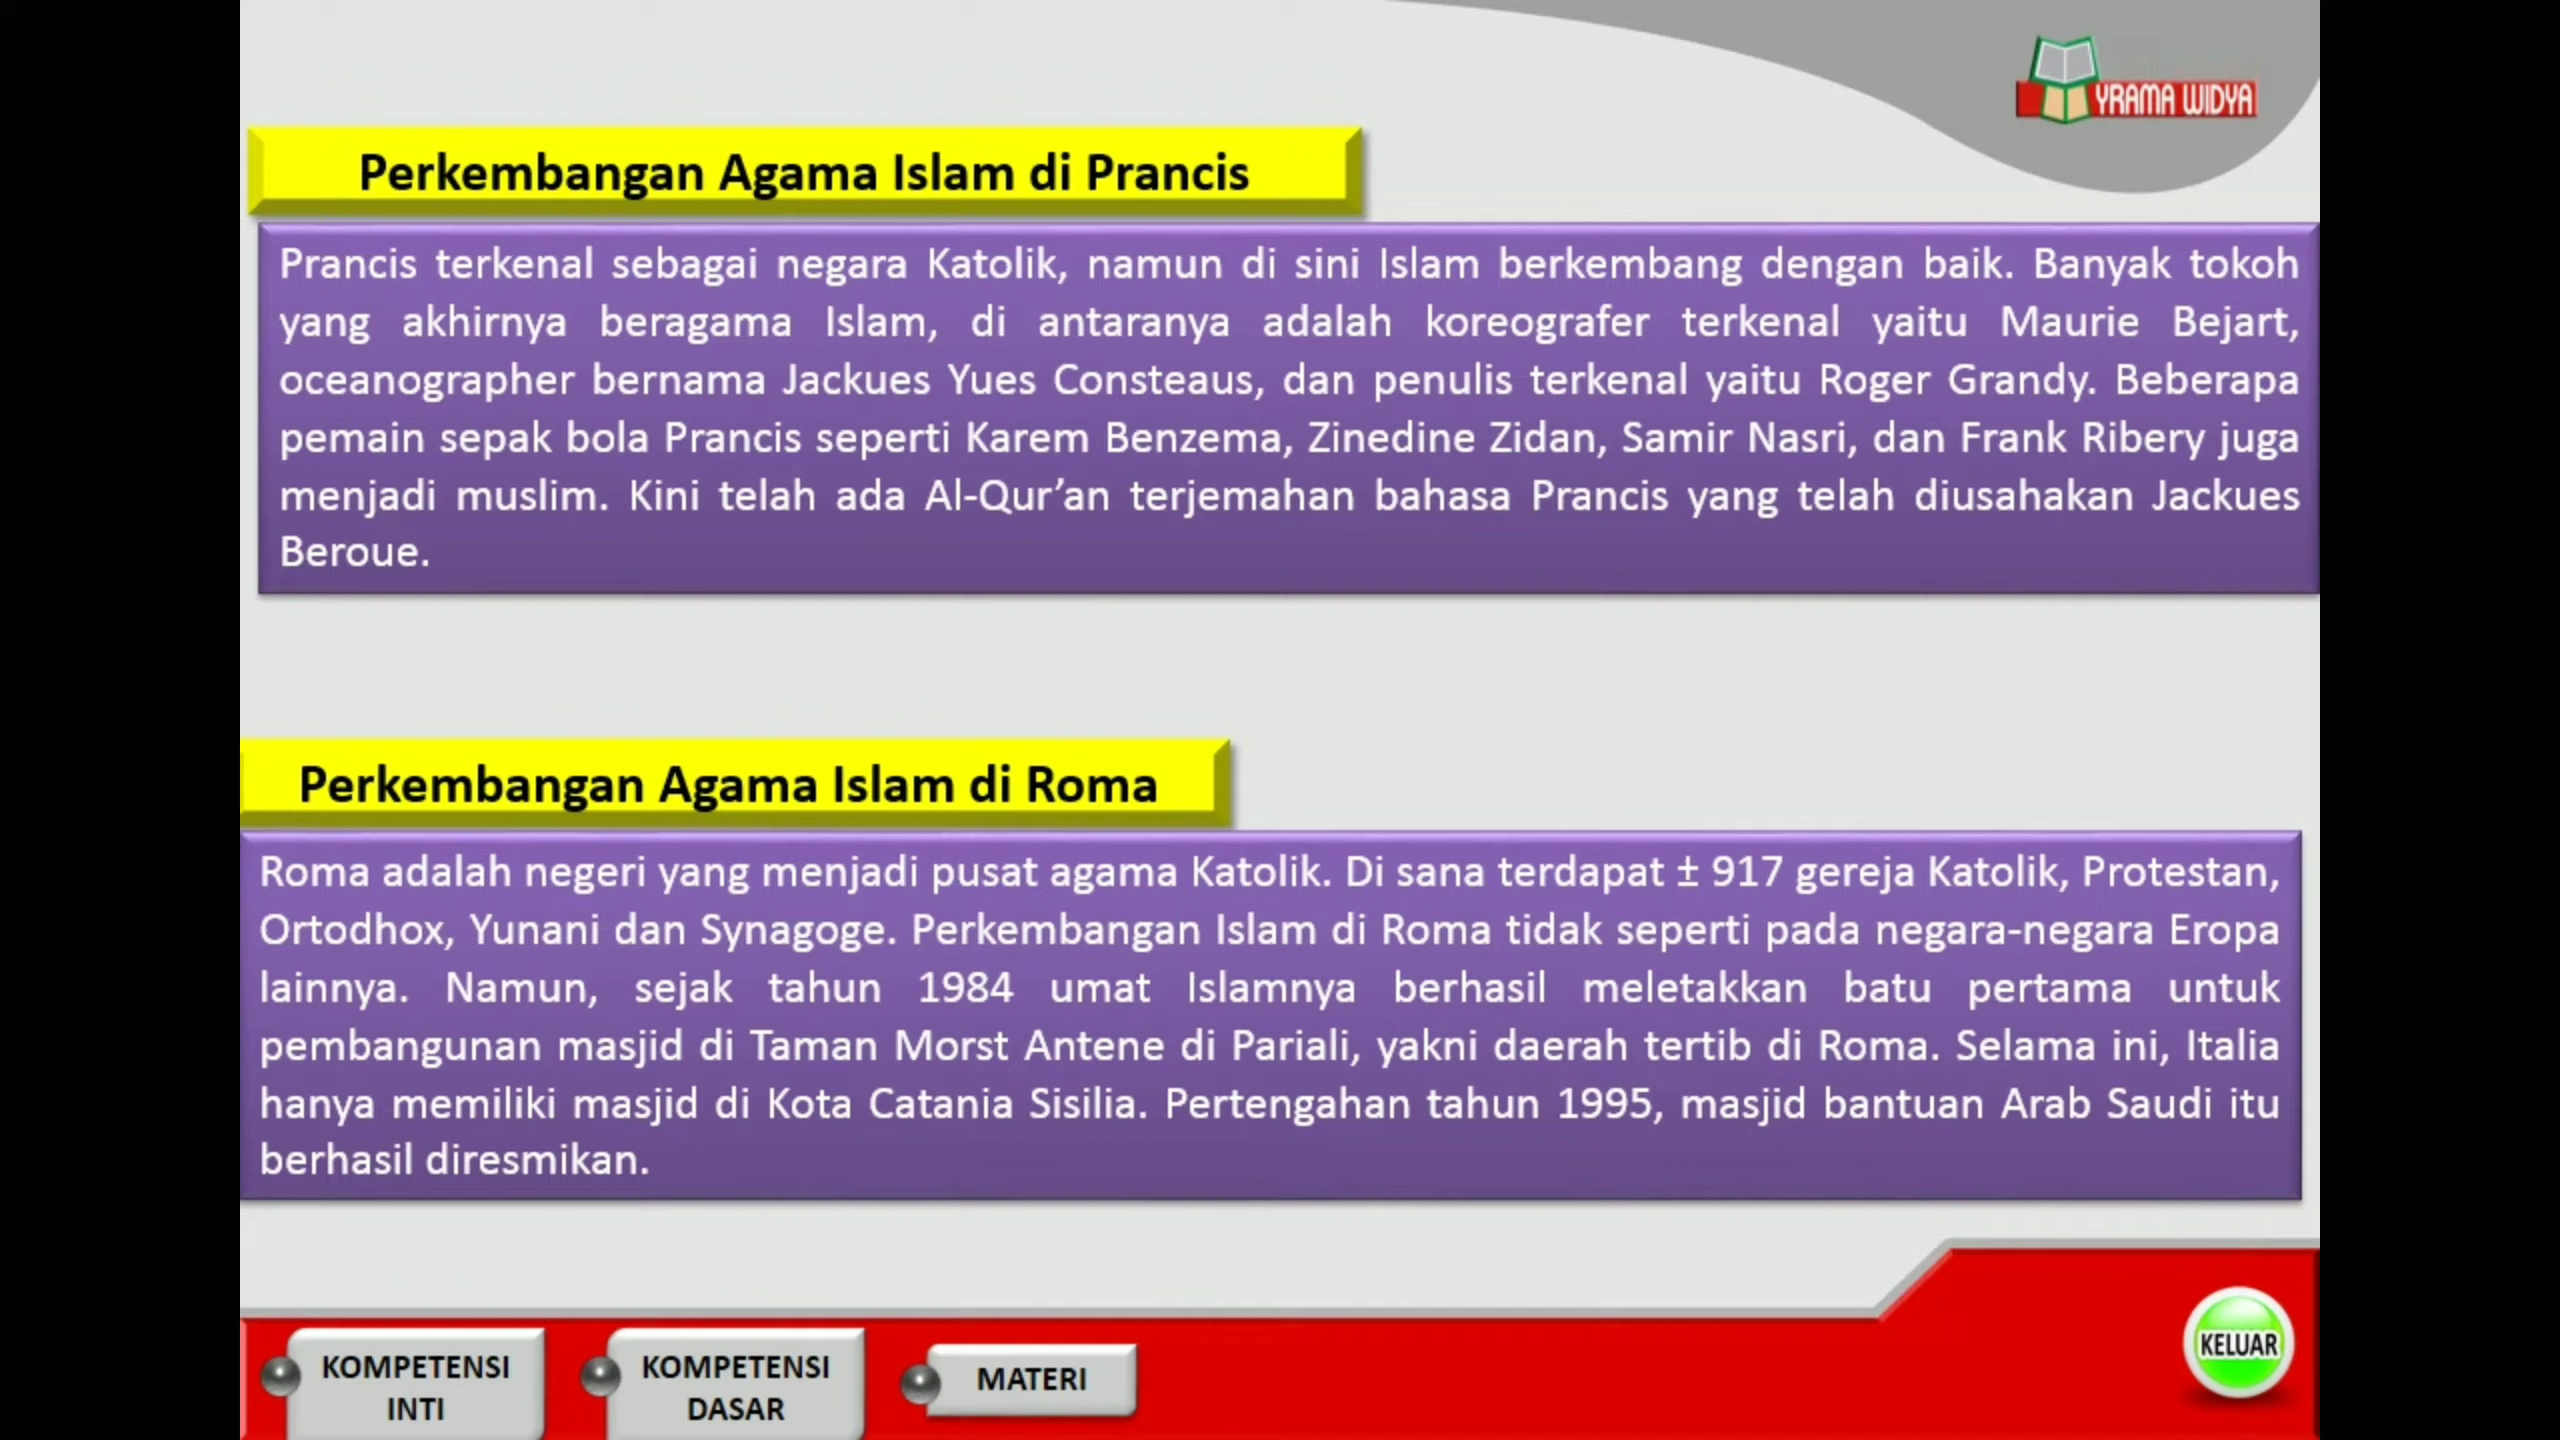 YRAMA WIDYA
Perkembangan Agama Islam di Prancis
Prancis terkenal sebagai negara Katolik, namun di sini Islam berkembang dengan baik. Banyak tokoh
yang akhirnya beragama Islam, di antaranya adalah koreografer terkenal yaitu Maurie Bejart,
oceanographer bernama Jackues Yues Consteaus, dan penulis terkenal yaitu Roger Grandy. Beberapa
pemain sepak bola Prancis seperti Karem Benzema, Zinedine Zidan, Samir Nasri, dan Frank Ribery juga
menjadi muslim. Kini telah ada Al-Qur’an terjemahan bahasa Prancis yang telah diusahakan Jackues
Beroue.
Perkembangan Agama Islam di Roma
Roma adalah negeri yang menjadi pusat agama Katolik. Di sana terdapat ± 917 gereja Katolik, Protestan,
Ortodhox, Yunani dan Synagoge. Perkembangan Islam di Roma tidak seperti pada negara-negara Eropa
lainnya. Namun, sejak tahun 1984 umat Islamnya berhasil meletakkan batu pertama untuk
pembangunan masjid di Taman Morst Antene di Pariali, yakni daerah tertib di Roma. Selama ini, Italia
hanya memiliki masjid di Kota Catania Sisilia. Pertengahan tahun 1995, masjid bantuan Arab Saudi itu
berhasil diresmikan.
KOMPETENSI
INTI
KOMPETENSI
DASAR
MATERI
KELUAR